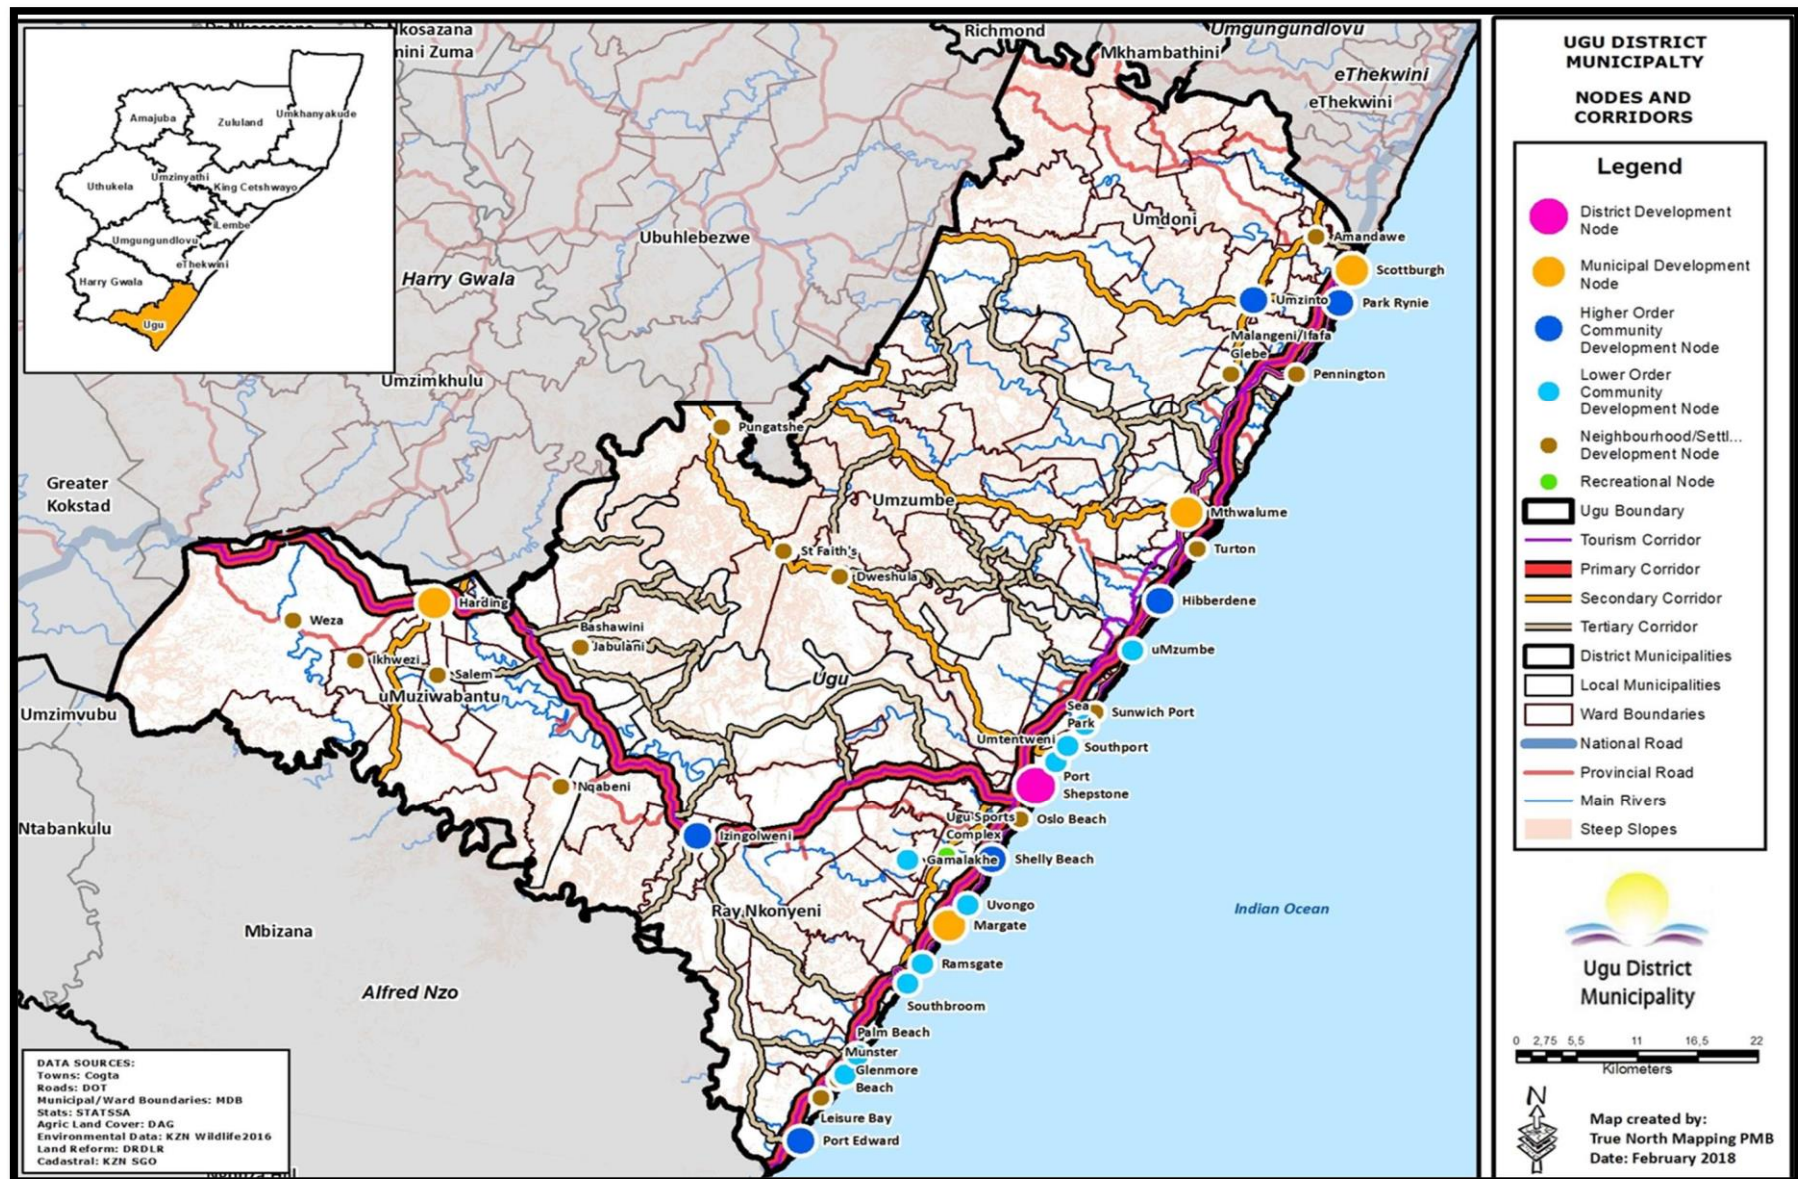 Dr Nkosazana
nini Zuma
Richmond
Umgungundlovu
Mkhambathini
eThekwini
eThekwini
Amajuba
Zululand
Umkhanyakude
Uthukela
Umzinyathi
King Cetshwayo
iLembe
Umgungundlovu
eThekwini
Harry Gwala
Ugu
Ubuhlebezwe
Harry Gwala
Umzimkhulu
Umdoni
Amandawe
Scottburgh
Umzinto
Park Rynie
Malangeni/Ifafa
Glebe
Pennington
Pungatshe
Greater
Kokstad
Umzumbe
Mthwalume
Turton
St Faith's
Dweshula
Harding
Hibberdene
Weza
Bashawini
Jabulani
uMzumbe
Ikhwezi
Salem
uMuziwabantu
Ugu
Umzimvubu
Sea
Park
Sunwich Port
Umtentweni
Southport
Port
Shepstone
Nqabeni
Ntabankulu
Izingolweni
Ugu Sports
Complex
Oslo Beach
Gamalakhe
Shelly Beach
Ray Nkonyeni
Uvongo
Margate
Mbizana
Indian Ocean
Ramsgate
Alfred Nzo
Southbroom
Palm Beach
Munster
Glenmore
Beach
Leisure Bay
Port Edward
DATA SOURCES:
Towns: Cogta
Roads: DOT
Municipal/Ward Boundaries: MDB
Stats: STATSSA
Agric Land Cover: DAG
Environmental Data: KZN Wildlife2016
Land Reform: DRDLR
Cadastral: KZN SGO
UGU DISTRICT
MUNICIPALTY
NODES AND
CORRIDORS
Legend
District Development
Node
Municipal Development
Node
Higher Order
Community
Development Node
Lower Order
Community
Development Node
Neighbourhood/Settl...
Development Node
Recreational Node
Ugu Boundary
Tourism Corridor
Primary Corridor
Secondary Corridor
Tertiary Corridor
District Municipalities
Local Municipalities
Ward Boundaries
National Road
Provincial Road
Main Rivers
Steep Slopes
Ugu District
Municipality
0 2,75 5,5 11 16,5 22
Kilometers
N
Map created by:
True North Mapping PMB
Date: February 2018